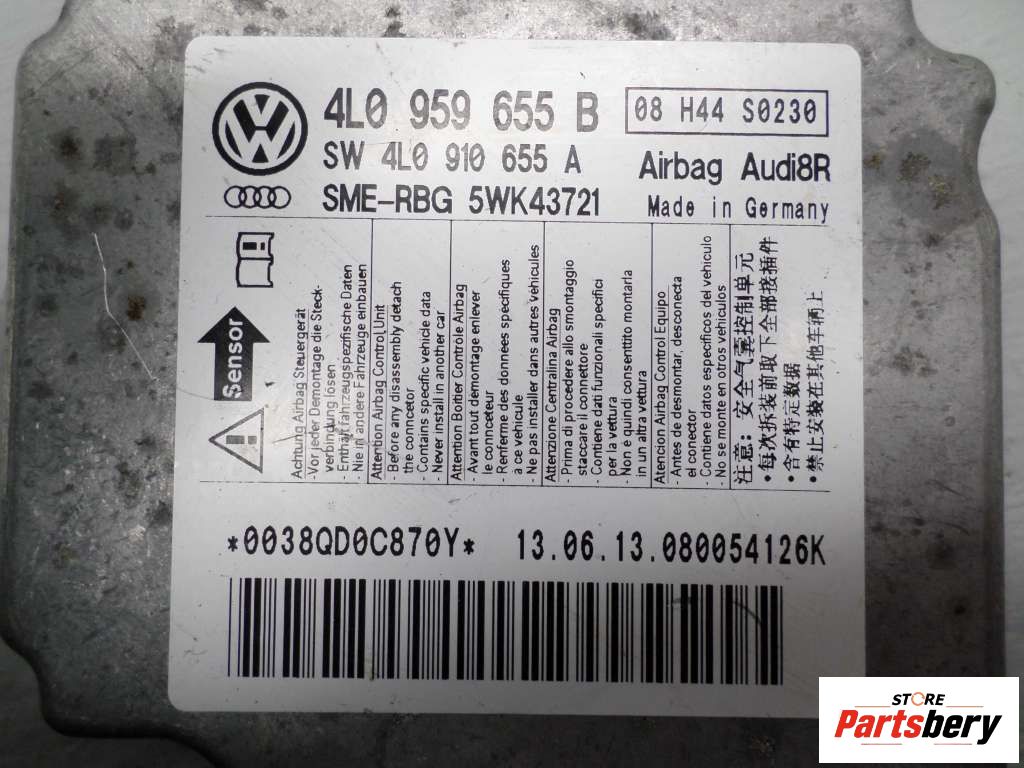 4L0 959 655 B
08 H44 S0230
SW 4L0 910 655 A
Airbag Audi8R
SME-RBG 5WK43721
Made in Germany
Sensor
Achtung Airbag Steuergerät
- Vor jeder Demontage die Steck-
verbindung lösen
- Enthält fahrzeugspezifische Daten
- Nie in andere Fahrzeuge einbauen
Attention Airbag Control Unit
- Before any disassembly detach
the connector
- Contains specific vehicle data
Never install in another car
Attention Boîtier Contrôle Airbag
- Avant tout demontage enlever
le connceteur
- Renferme des donnees spécifiques
à ce vehicule
- Ne pas installer dans autres vehicules
Attenzione Centralina Airbag
- Prima di procedere allo smontaggio
staccare il connettore
- Contiene dati funzionali specifici
per la vettura
- Non è quindi consentitito montarla
in un altra vettura
Atencion Airbag Control Equipo
- Antes de desmontar, desconecta
el conector
- Contiene datos especificos del vehiculo
- No se monte en otros vehiculos
注意：安全气囊控制单元
• 每次拆装前取下全部接插件
• 含有特定数据
• 禁止安装在其他车辆上
*0038QD0C870Y*
13.06.13.080054126K
STORE
Partsbery